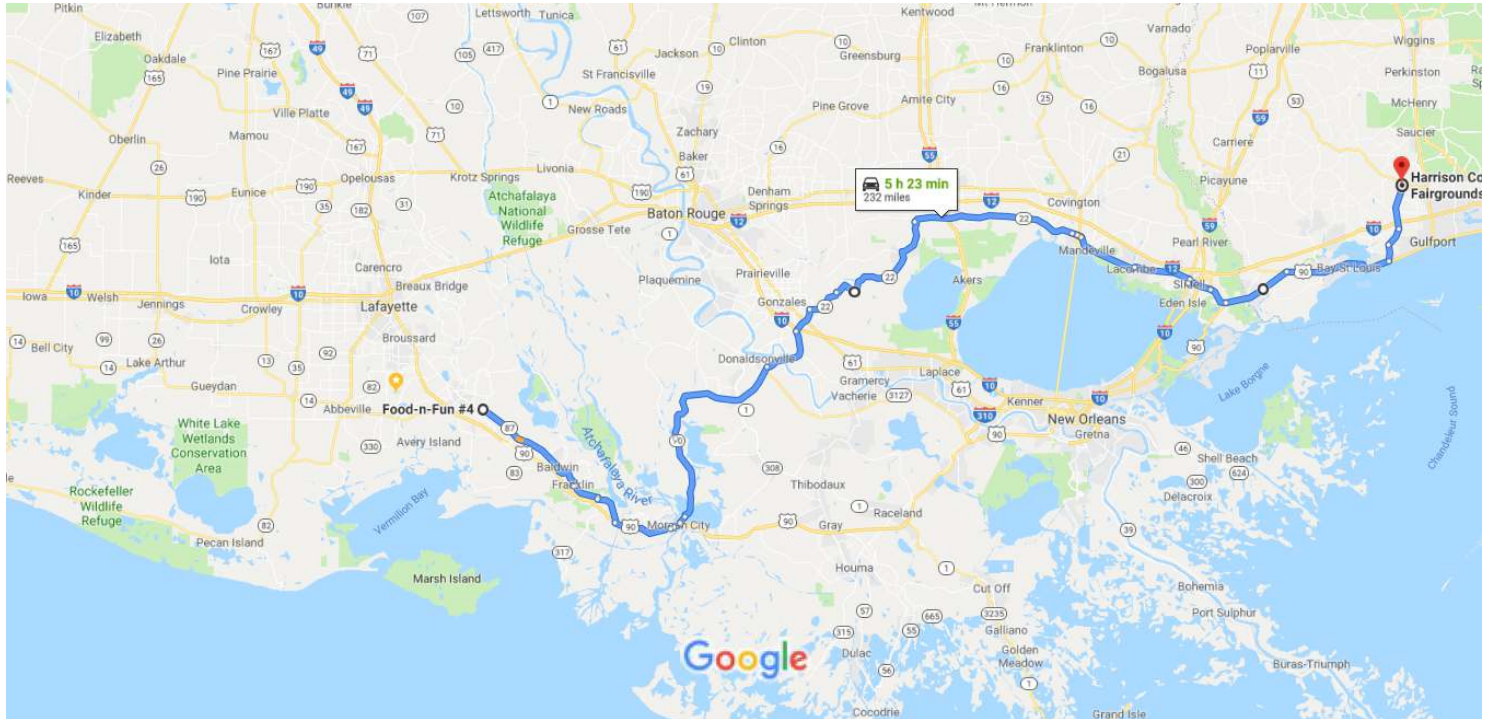 Pitkin
Bunkie
Lettsworth
Tunica
Kentwood
Mt Hermon
Varnado
Elizabeth
Oakdale
Pine Prairie
Ville Platte
Oberlin
Mamou
Reeves
Kinder
Eunice
Opelousas
Krotz Springs
Livonia
St Francisville
New Roads
Jackson
Clinton
Greensburg
Pine Grove
Amite City
Franklinton
Bogalusa
Poplarville
Wiggins
Perkinston
McHenry
Saucier
Carriere
Picayune
Zachary
Baker
Baton Rouge
Denham
Springs
5 h 23 min
232 miles
Covington
Mandeville
Lacombe
Pearl River
Slidell
Eden Isle
Bay St Louis
Gulfport
Harrison Co
Fairgrounds
Atchafalaya
National
Wildlife
Refuge
Grosse Tete
Plaquemine
Prairieville
Gonzales
Akers
Iota
Carencro
Breaux Bridge
Iowa
Welsh
Jennings
Crowley
Lafayette
Broussard
Bell City
Lake Arthur
Gueydan
Abbeville
Food-n-Fun #4
Avery Island
White Lake
Wetlands
Conservation
Area
Rockefeller
Wildlife
Refuge
Pecan Island
Vermilion Bay
Marsh Island
Baldwin
Franklin
Atchafalaya River
Morgan City
Donaldsonville
Gramercy
Vacherie
Laplace
Kenner
New Orleans
Gretna
Lake Borgne
Chandeleur Sound
Shell Beach
Delacroix
Thibodaux
Gray
Raceland
Houma
Cut Off
Galliano
Golden
Meadow
Dulac
Cocodrie
Grand Isle
Bohemia
Port Sulphur
Buras-Triumph
Google